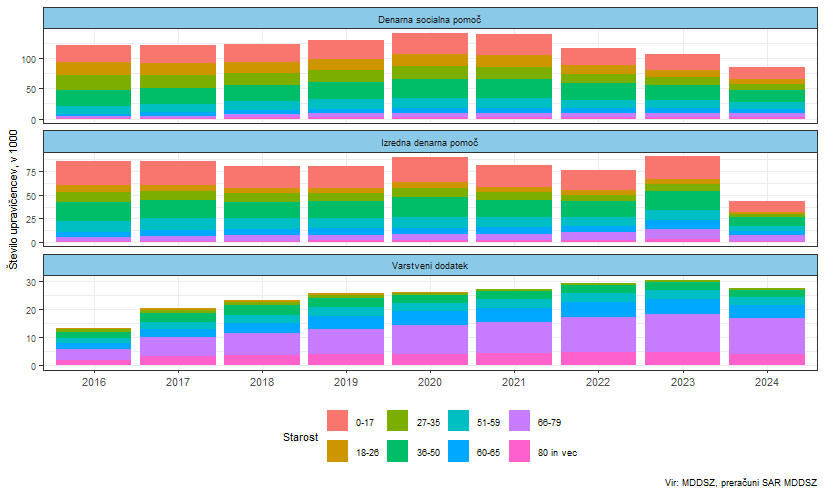 Denarna socialna pomoč
100
50
0
Izredna denarna pomoč
75
50
25
0
Število upravičencev, v 1000
Varstveni dodatek
30
20
10
0
2016 2017 2018 2019 2020 2021 2022 2023 2024
Starost
0-17 27-35 51-59 66-79
18-26 36-50 60-65 80 in vec
Vir: MDDSZ, preračuni SAR MDDSZ